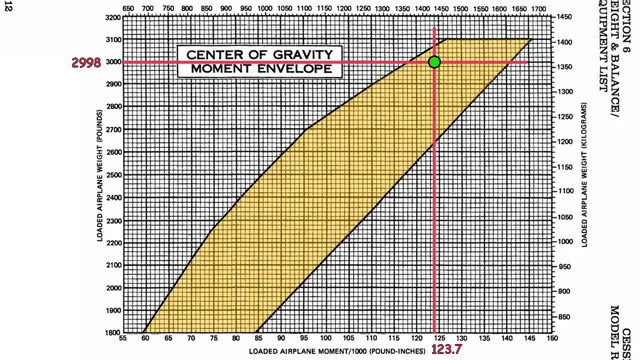 650 700 750 800 850 900 950 1000 1050 1100 1150 1200 1250 1300 1350 1400 1450 1500 1550 1600 1650 1700
CENTER OF GRAVITY
MOMENT ENVELOPE
2998
3200
3100
3000
2900
2800
2700
2600
2500
2400
2300
2200
2100
2000
1900
1800
LOADED AIRPLANE WEIGHT (POUNDS)
1450
1400
1350
1300
1250
1200
1150
1100
1050
1000
950
900
850
LOADED AIRPLANE WEIGHT (KILOGRAMS)
55 60 65 70 75 80 85 90 95 100 105 110 115 120 125 130 135 140 145 150
LOADED AIRPLANE MOMENT/1000 (POUND-INCHES)
123.7
12
ECTION 6
EIGHT & BALANCE/
QUIPMENT LIST
CESS
MODEL R